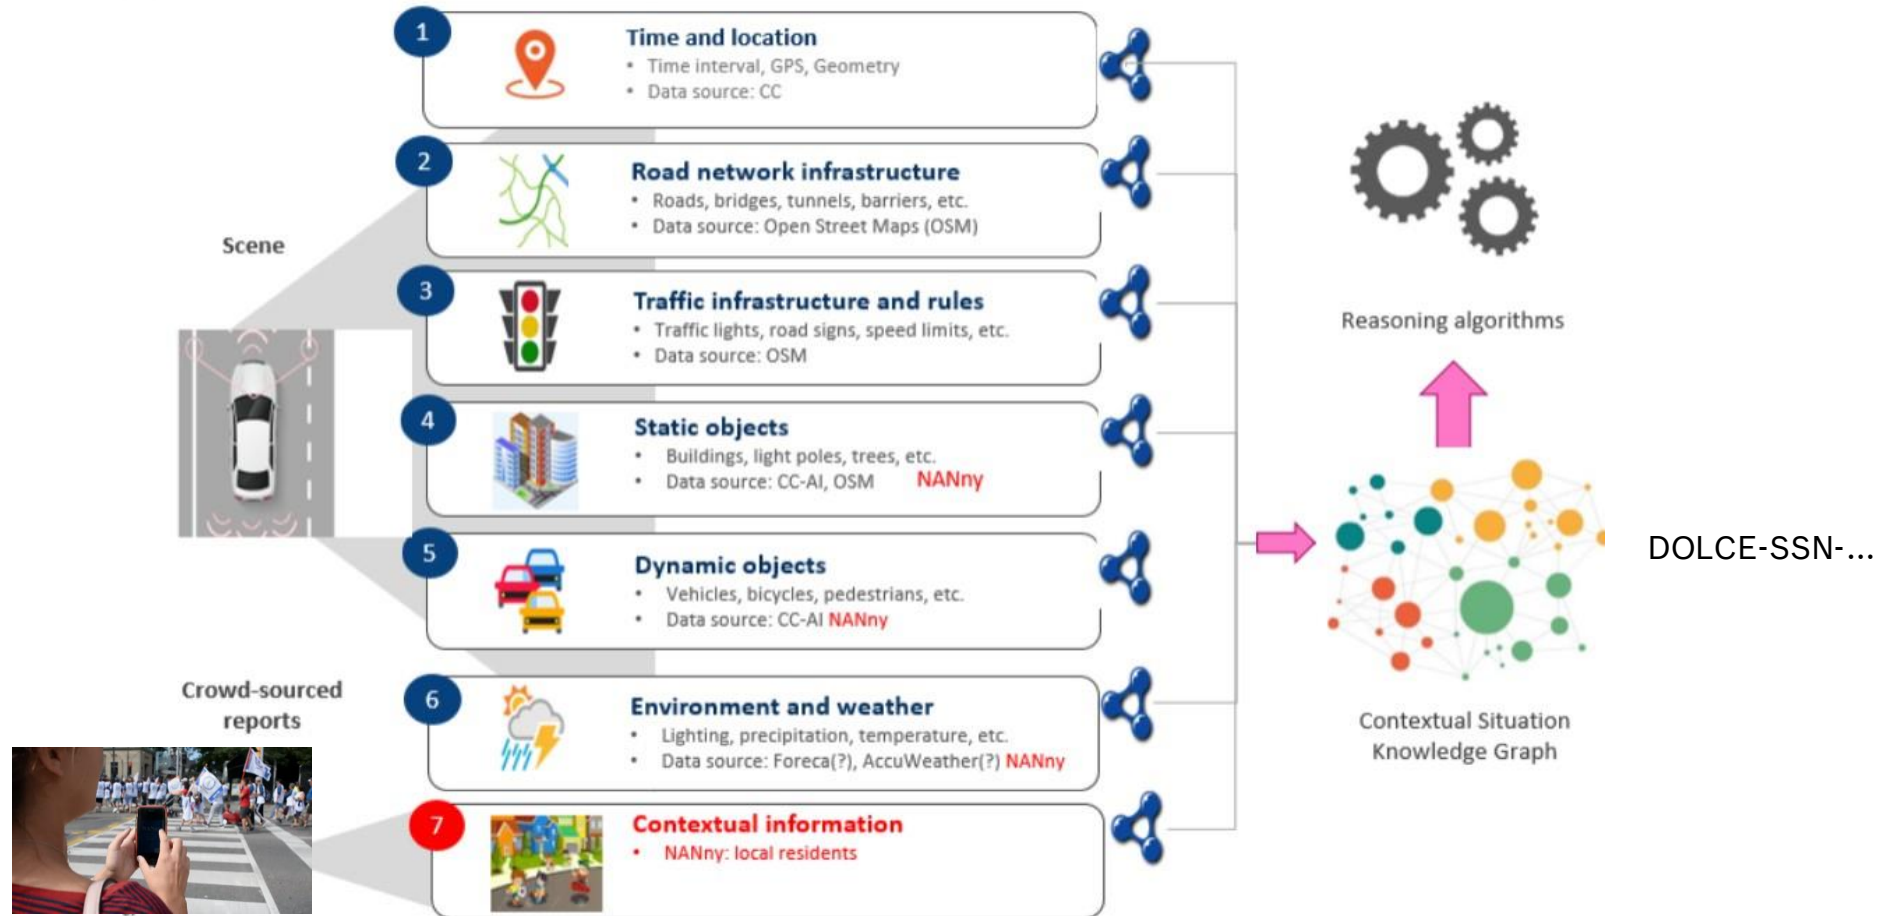 1
Time and location
• Time interval, GPS, Geometry
• Data source: CC
2
Road network infrastructure
• Roads, bridges, tunnels, barriers, etc.
• Data source: Open Street Maps (OSM)
Scene
3
Traffic infrastructure and rules
• Traffic lights, road signs, speed limits, etc.
• Data source: OSM
4
Static objects
• Buildings, light poles, trees, etc.
• Data source: CC-AI, OSM NANny
5
Dynamic objects
• Vehicles, bicycles, pedestrians, etc.
• Data source: CC-AI NANny
Crowd-sourced
reports
6
Environment and weather
• Lighting, precipitation, temperature, etc.
• Data source: Foreca(?), AccuWeather(?) NANny
7
Contextual information
• NANny: local residents
Reasoning algorithms
Contextual Situation
Knowledge Graph
DOLCE-SSN-...